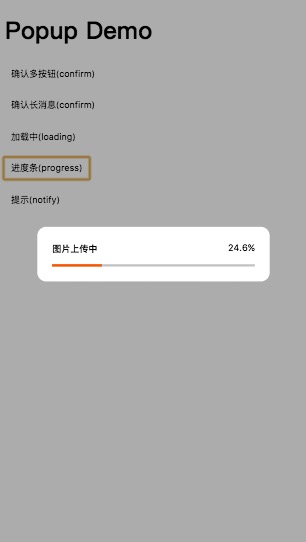 Popup Demo
确认多按钮(confirm)
确认长消息(confirm)
加载中(loading)
进度条(progress)
提示(notify)
图片上传中 24.6%